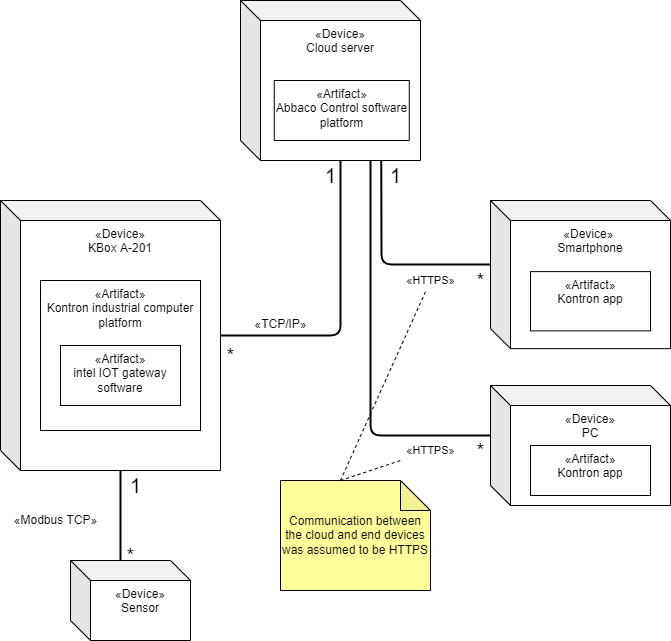 «Device»
Cloud server
«Artifact»
Abbaco Control software
platform
1
1
«Device»
KBox A-201
«Artifact»
Kontron industrial computer
platform
«Artifact»
intel IOT gateway
software
«TCP/IP»
*
«Device»
Smartphone
«Artifact»
Kontron app
«HTTPS»
*
«Device»
PC
«Artifact»
Kontron app
«HTTPS»
*
1
«Modbus TCP»
*
«Device»
Sensor
Communication between
the cloud and end devices
was assumed to be HTTPS